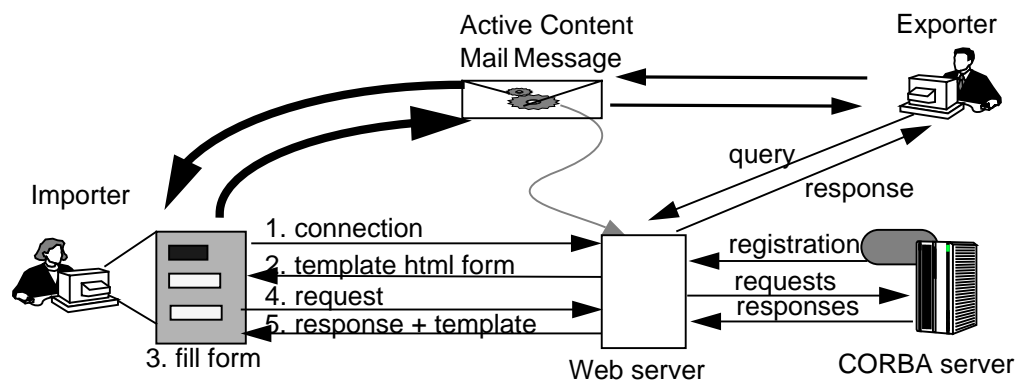 Active Content
Mail Message
Exporter
query
response
Importer
1. connection
2. template html form
4. request
5. response + template
3. fill form
registration
requests
responses
Web server
CORBA server